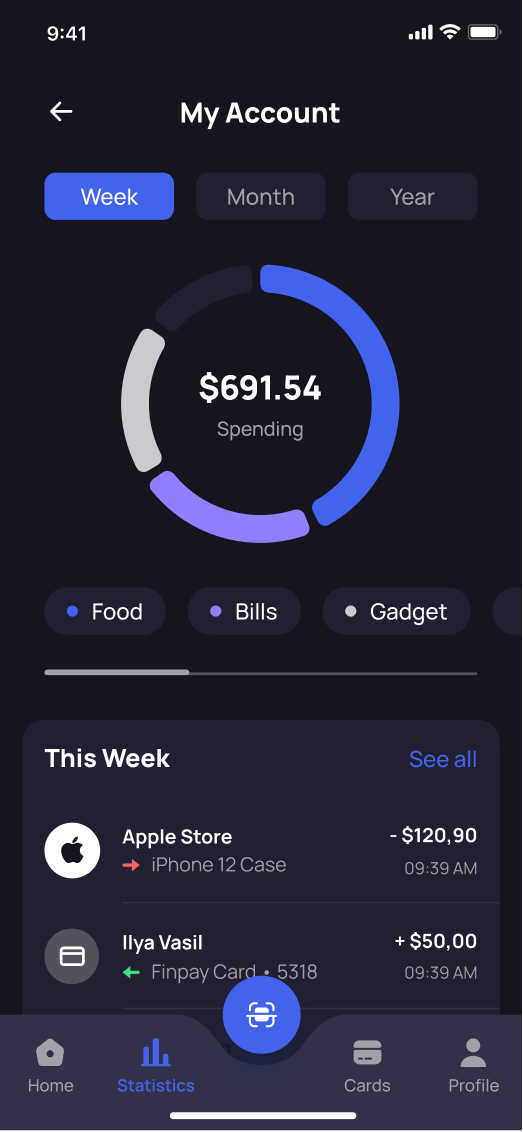 9:41
My Account
Week
Month
Year
$691.54
Spending
Food
Bills
Gadget
This Week
See all
Apple Store
- $120,90
iPhone 12 Case
09:39 AM
Ilya Vasil
+ $50,00
Finpay Card • 5318
09:39 AM
Home
Statistics
Cards
Profile